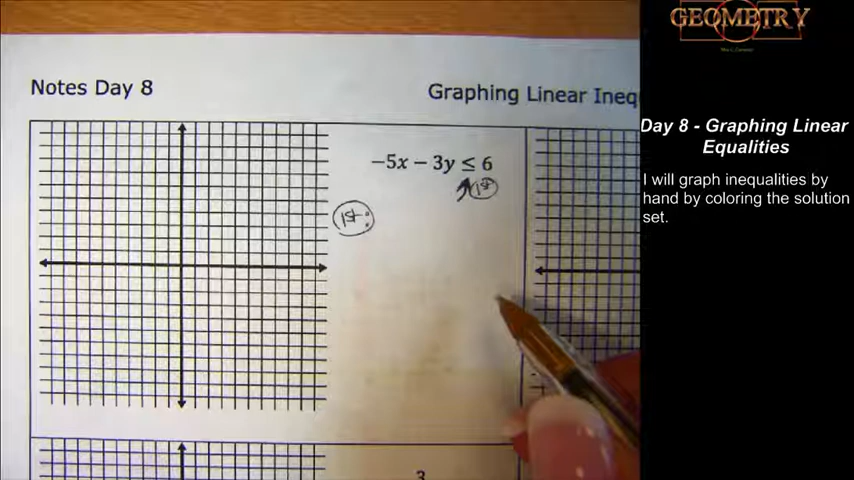 GEOMETRY
Notes Day 8
Graphing Linear Ineq
−5x − 3y ≤ 6
1st
1st:
3
Day 8 - Graphing Linear
Equalities
I will graph inequalities by
hand by coloring the solution
set.